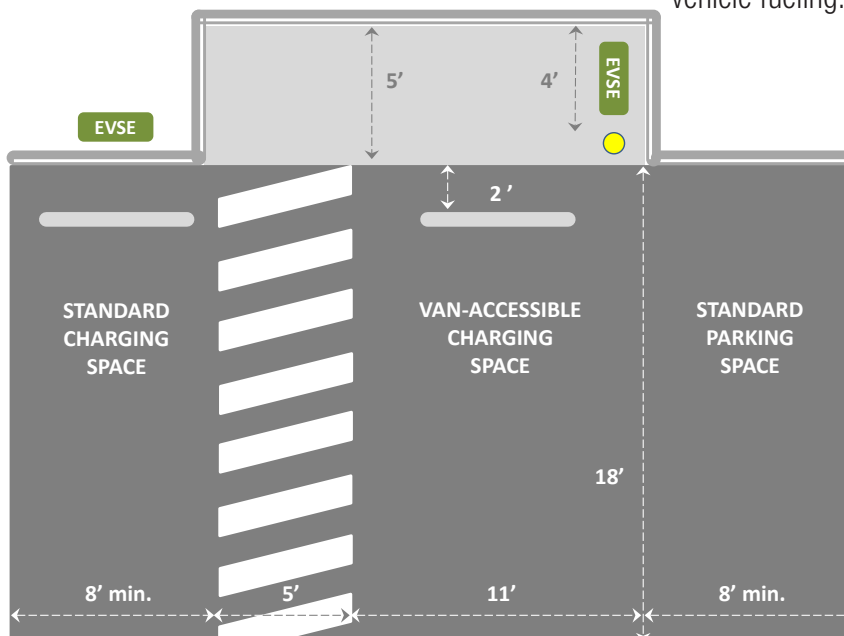 vehicle fueling.
5’
4’
EVSE
EVSE
2 ’
STANDARD
CHARGING
SPACE
VAN-ACCESSIBLE
CHARGING
SPACE
STANDARD
PARKING
SPACE
18’
8’ min.
5’
11’
8’ min.